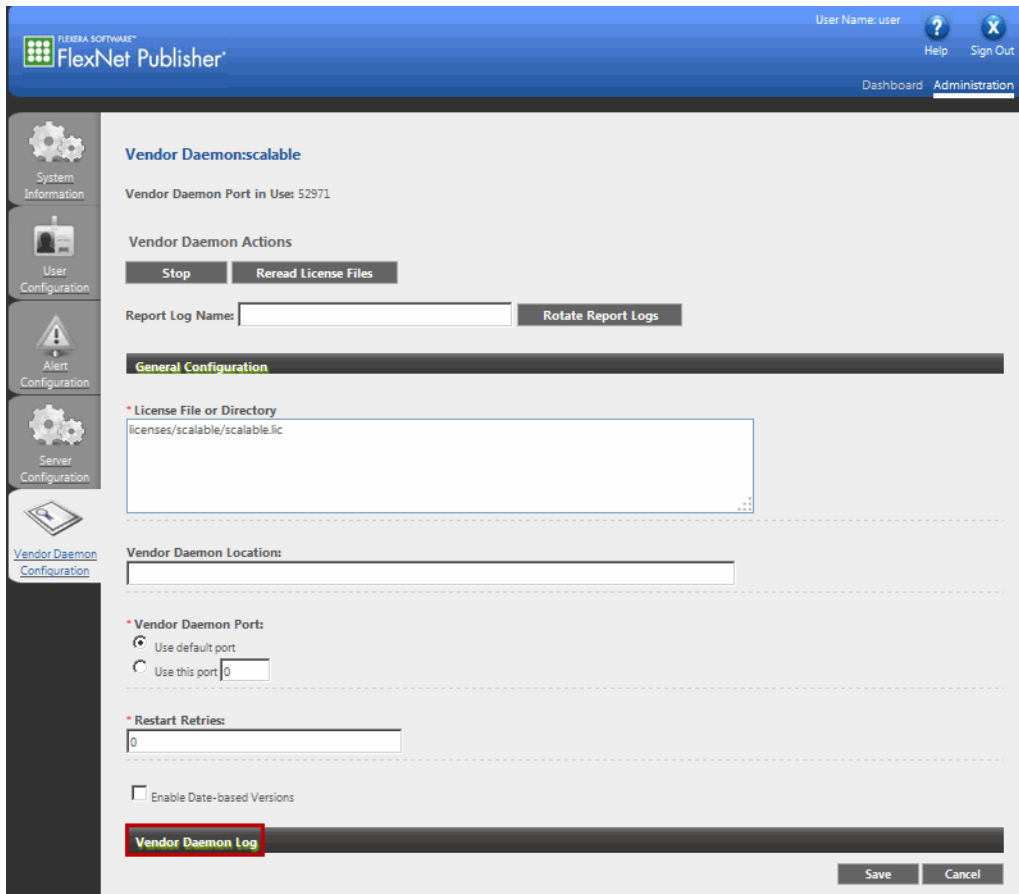 User Name: user
FLEXERA SOFTWARE™
FlexNet Publisher
?
X
Help
Sign Out
Dashboard
Administration
System
Information
User
Configuration
Alert
Configuration
Server
Configuration
Vendor Daemon
Configuration
Vendor Daemon:scalable
Vendor Daemon Port in Use: 52971
Vendor Daemon Actions
Stop
Reread License Files
Report Log Name:
Rotate Report Logs
General Configuration
* License File or Directory
licenses/scalable/scalable.lic
Vendor Daemon Location:
* Vendor Daemon Port:
Use default port
Use this port 0
* Restart Retries:
0
Enable Date-based Versions
Vendor Daemon Log
Save
Cancel